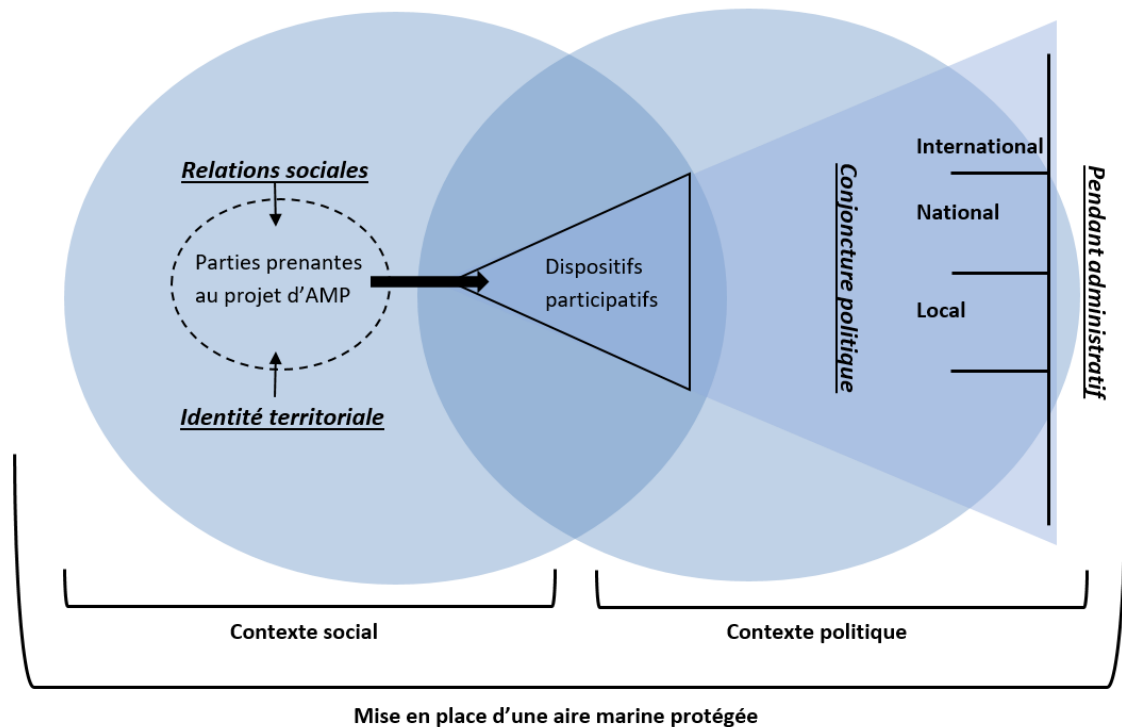 Relations sociales
Parties prenantes
au projet d’AMP
Identité territoriale
Dispositifs
participatifs
Conjoncture politique
International
National
Local
Pendant administratif
Contexte social
Contexte politique
Mise en place d’une aire marine protégée